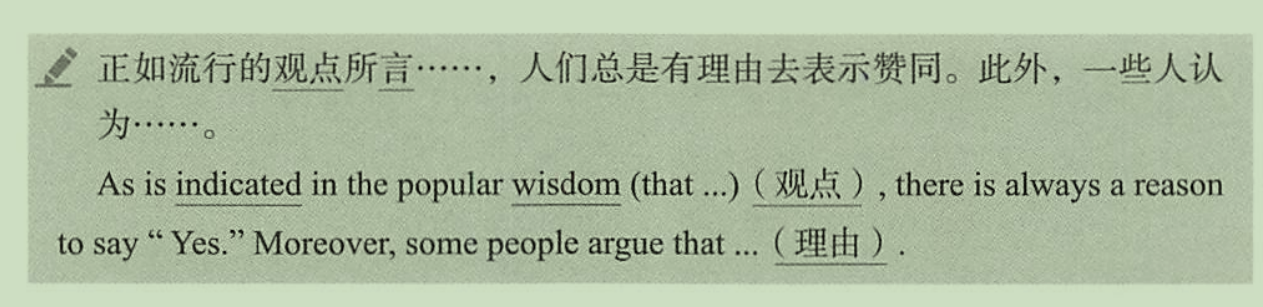 正如流行的观点所言……，人们总是有理由去表示赞同。此外，一些人认
为……。
As is indicated in the popular wisdom (that ...)（观点）, there is always a reason
to say “ Yes.” Moreover, some people argue that ...（理由）.